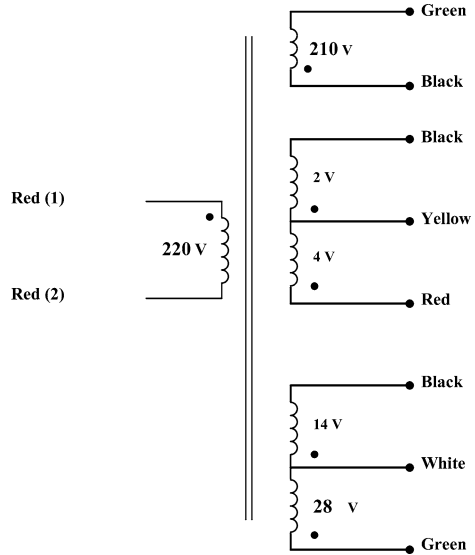 Green
210 V
Black
Black
2 V
Red (1)
Yellow
220 V
4 V
Red (2)
Red
Black
14 V
White
28 V
Green